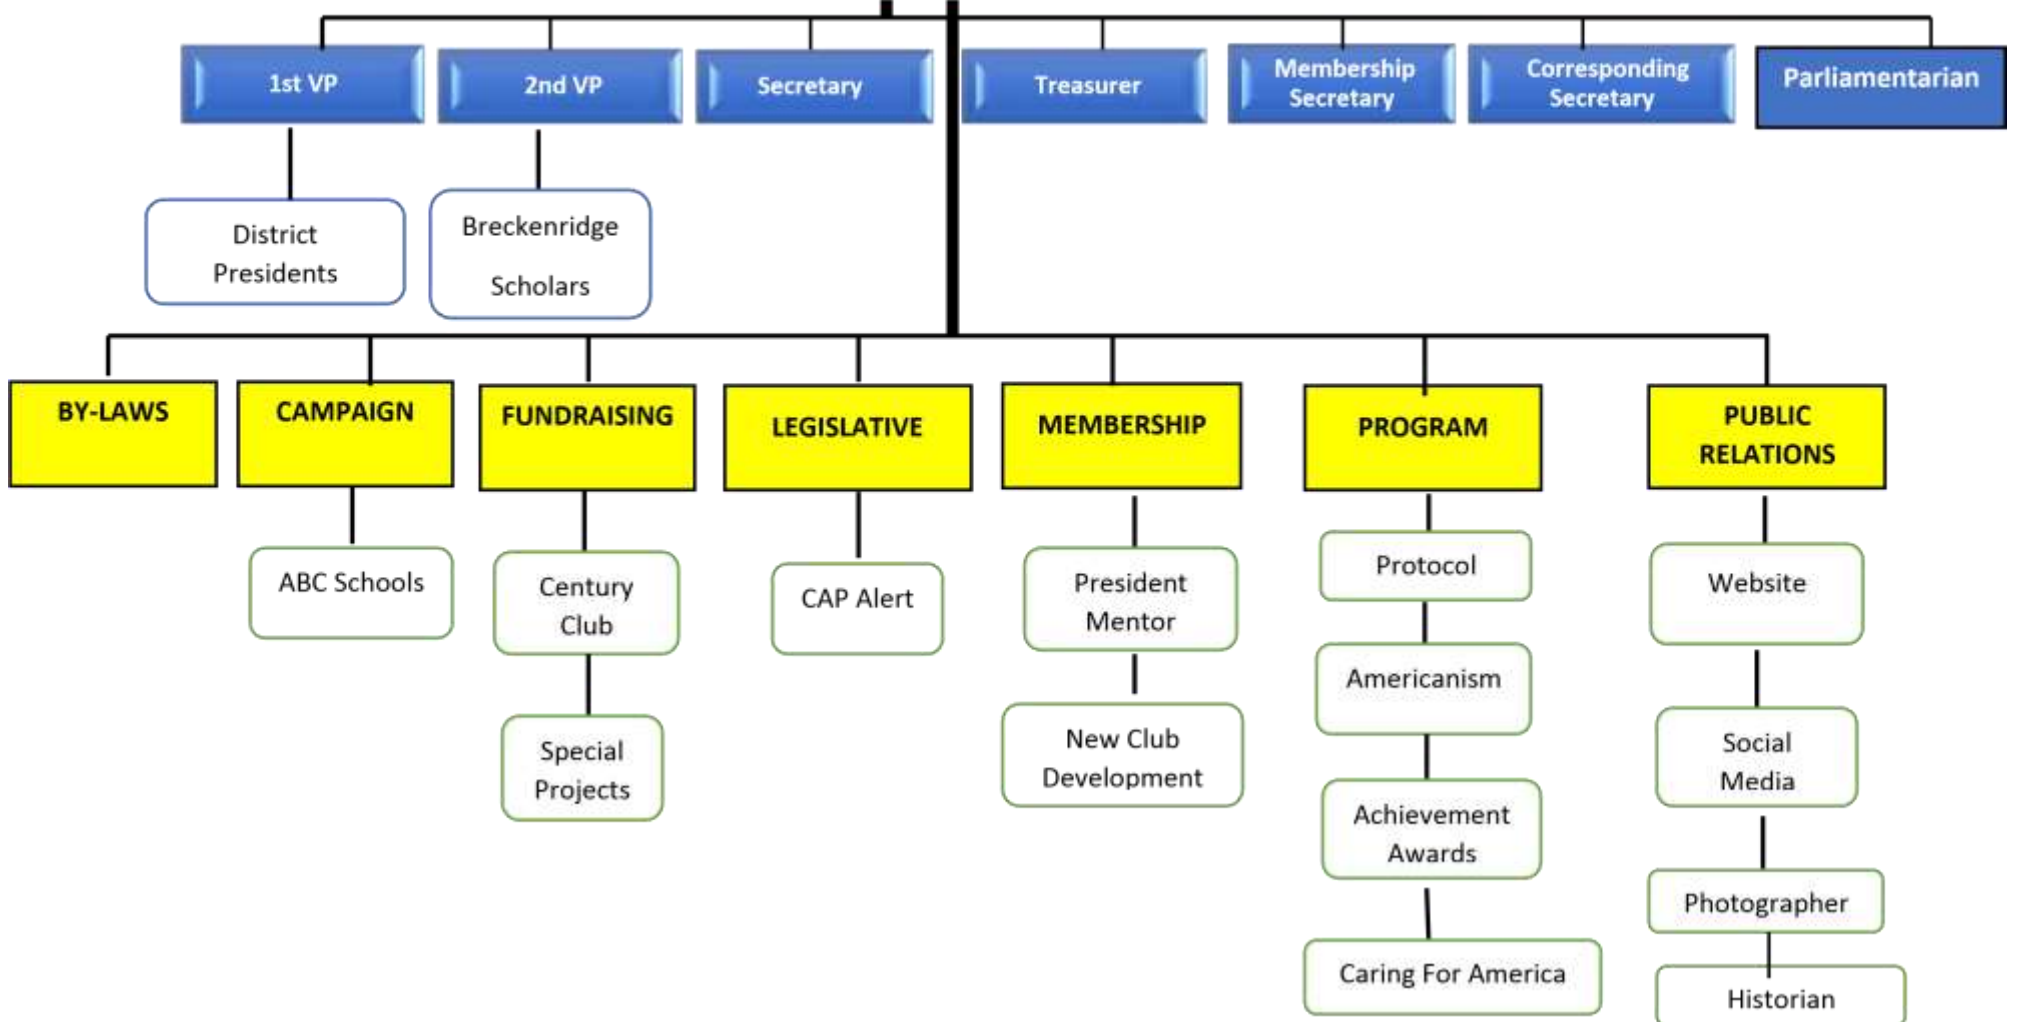 1st VP
2nd VP
Secretary
Treasurer
Membership
Secretary
Corresponding
Secretary
Parliamentarian
District
Presidents
Breckenridge
Scholars
BY-LAWS
CAMPAIGN
FUNDRAISING
LEGISLATIVE
MEMBERSHIP
PROGRAM
PUBLIC
RELATIONS
ABC Schools
Century
Club
Special
Projects
CAP Alert
President
Mentor
New Club
Development
Protocol
Americanism
Achievement
Awards
Caring For America
Website
Social
Media
Photographer
Historian